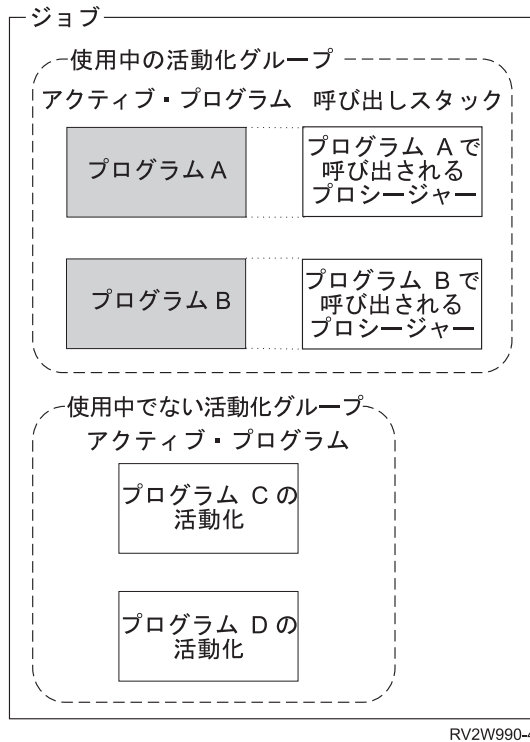 ジョブ
使用中の活動化グループ
アクティブ・プログラム 呼び出しスタック
プログラム A
プログラム A で
呼び出される
プロシージャー
プログラム B
プログラム B で
呼び出される
プロシージャー
使用中でない活動化グループ
アクティブ・プログラム
プログラム C の
活動化
プログラム D の
活動化
RV2W990-4